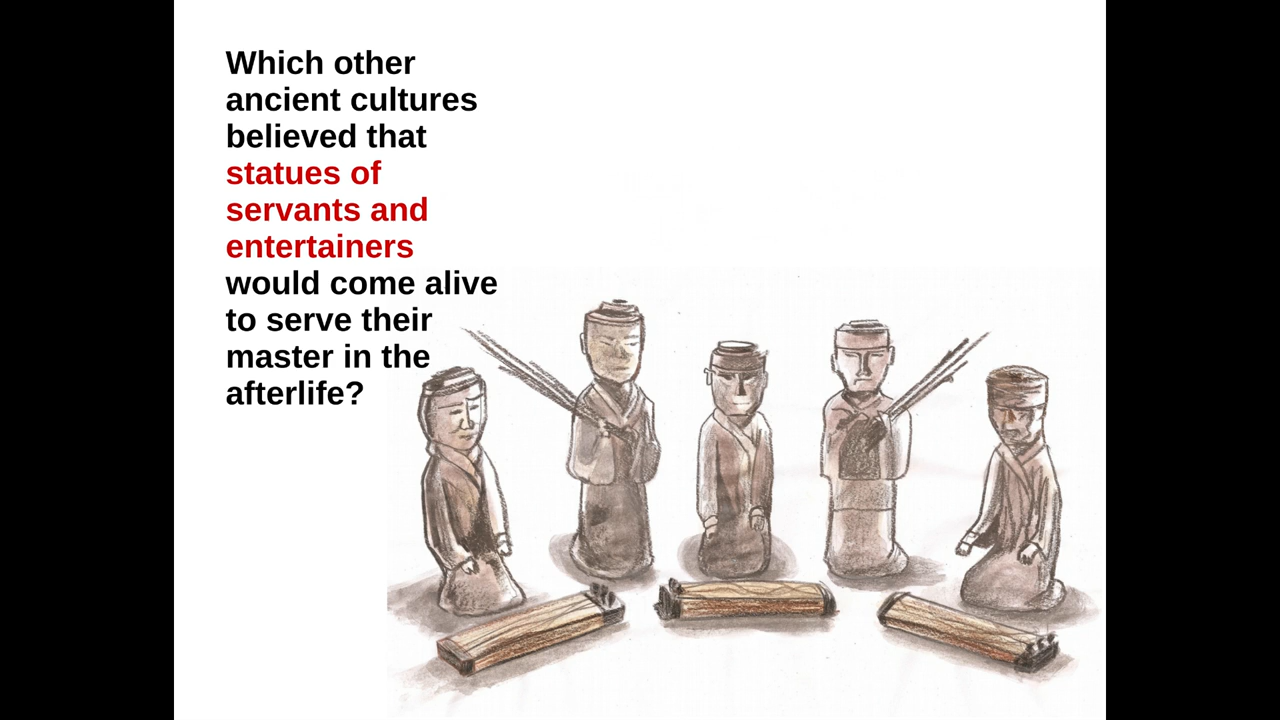 Which other
ancient cultures
believed that
statues of
servants and
entertainers
would come alive
to serve their
master in the
afterlife?